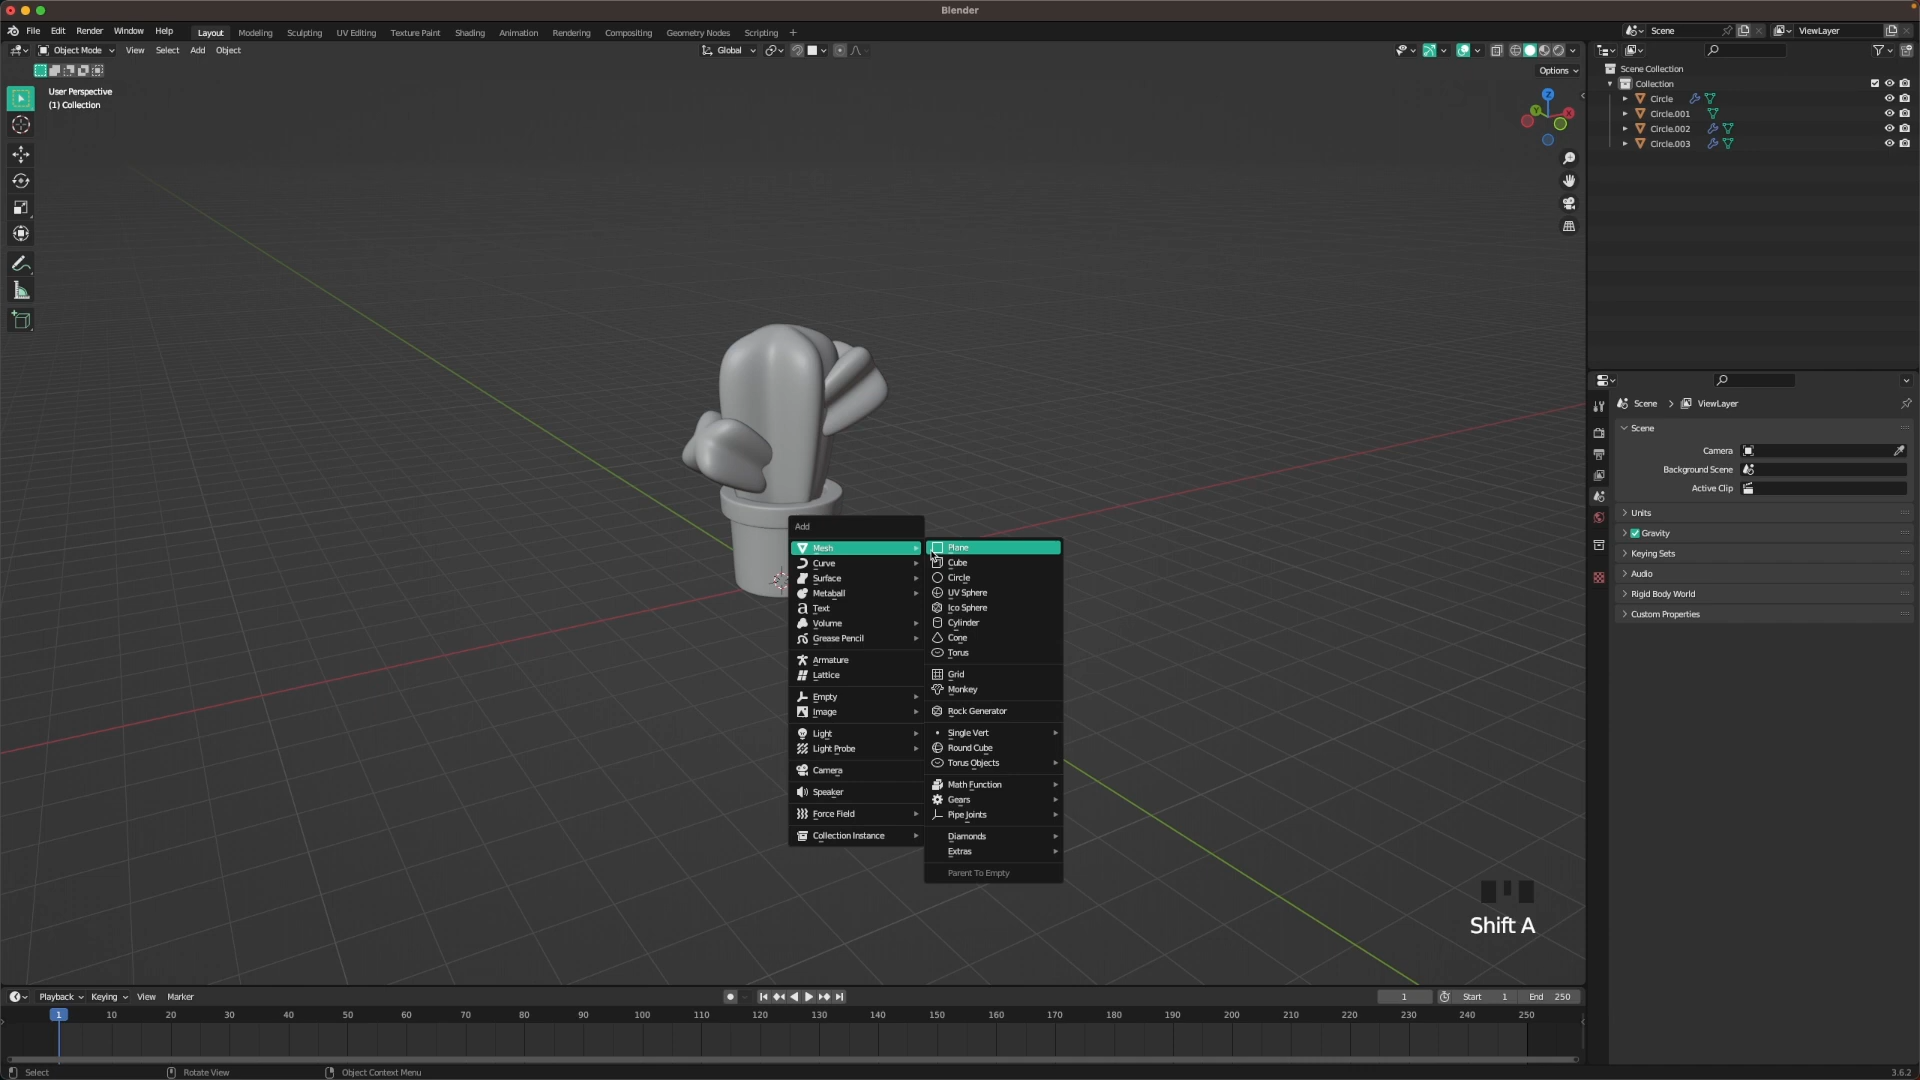 Blender
File Edit Render Window Help
Layout Modeling Sculpting UV Editing Texture Paint Shading Animation Rendering Compositing Geometry Nodes Scripting +
Scene
ViewLayer
Object Mode View Select Add Object
Global
Options
User Perspective
(1) Collection
Z
Y
X
Scene Collection
Collection
Circle
Circle.001
Circle.002
Circle.003
Scene > ViewLayer
Scene
Camera
Background Scene
Active Clip
Units
Gravity
Keying Sets
Audio
Rigid Body World
Custom Properties
Add
Mesh
Curve
Surface
Metaball
Text
Volume
Grease Pencil
Armature
Lattice
Empty
Image
Light
Light Probe
Camera
Speaker
Force Field
Collection Instance
Plane
Cube
Circle
UV Sphere
Ico Sphere
Cylinder
Cone
Torus
Grid
Monkey
Rock Generator
Single Vert
Round Cube
Torus Objects
Math Function
Gears
Pipe Joints
Diamonds
Extras
Parent To Empty
Shift A
Playback Keying View Marker
1 Start 1 End 250
1 10 20 30 40 50 60 70 80 90 100 110 120 130 140 150 160 170 180 190 200 210 220 230 240 250
Select Rotate View Object Context Menu
3.6.2